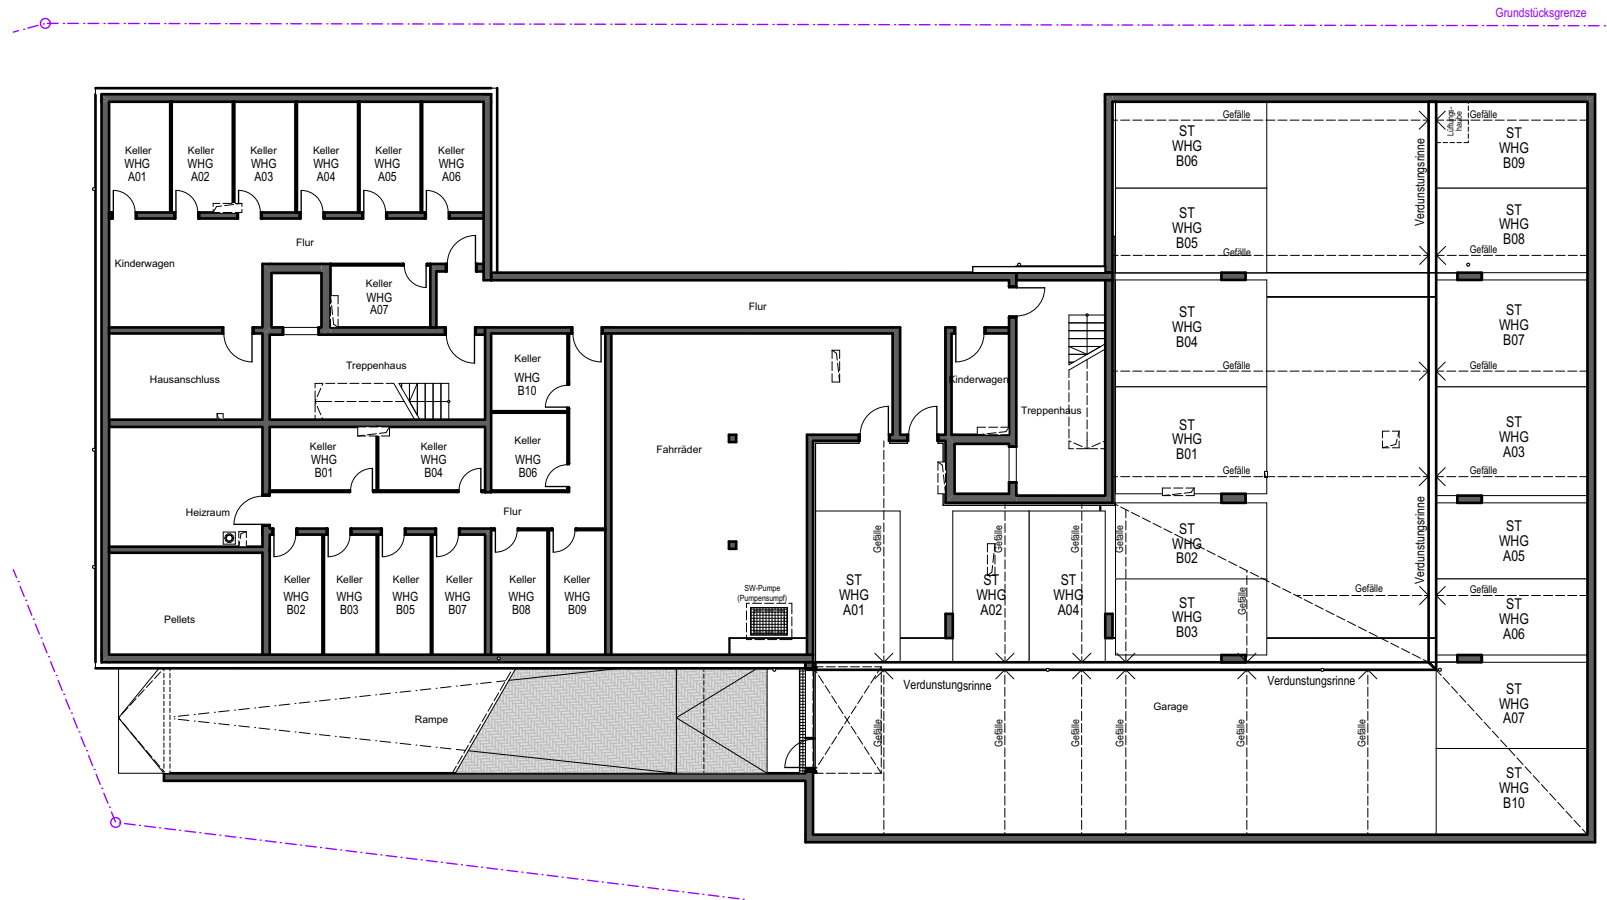 Grundstücksgrenze
Keller
WHG
A01
Keller
WHG
A02
Keller
WHG
A03
Keller
WHG
A04
Keller
WHG
A05
Keller
WHG
A06
Flur
Kinderwagen
Keller
WHG
A07
Flur
Hausanschluss
Treppenhaus
Keller
WHG
B10
Keller
WHG
B01
Keller
WHG
B04
Keller
WHG
B06
Fahrräder
Kinderwagen
Treppenhaus
Heizraum
Flur
Pellets
Keller
WHG
B02
Keller
WHG
B03
Keller
WHG
B05
Keller
WHG
B07
Keller
WHG
B08
Keller
WHG
B09
SW-Pumpe
(Pumpensumpf)
Rampe
ST
WHG
A01
ST
WHG
A02
ST
WHG
A04
Gefälle
Gefälle
Gefälle
Gefälle
Gefälle
ST
WHG
B06
ST
WHG
B05
ST
WHG
B04
ST
WHG
B01
ST
WHG
B02
ST
WHG
B03
Gefälle
Gefälle
Gefälle
Gefälle
Gefälle
Verdunstungsrinne
Verdunstungsrinne
Lüftungs-
haube
Gefälle
Gefälle
Gefälle
Gefälle
Gefälle
ST
WHG
B09
ST
WHG
B08
ST
WHG
B07
ST
WHG
A03
ST
WHG
A05
ST
WHG
A06
ST
WHG
A07
ST
WHG
B10
Verdunstungsrinne
Verdunstungsrinne
Garage
Gefälle
Gefälle
Gefälle
Gefälle
Gefälle
Gefälle